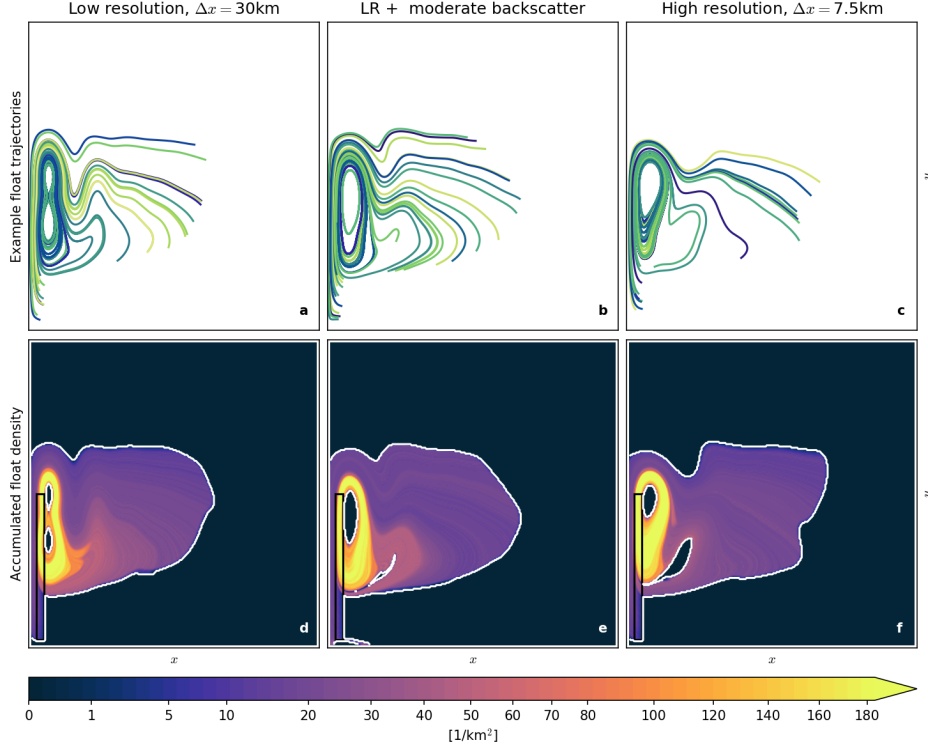 Low resolution, Δx = 30km
LR + moderate backscatter
High resolution, Δx = 7.5km
Example float trajectories
a
b
c
Accumulated float density
d
e
f
x
x
x
0 1 5 10 20 30 40 50 60 70 80 100 120 140 160 180
[1/km²]